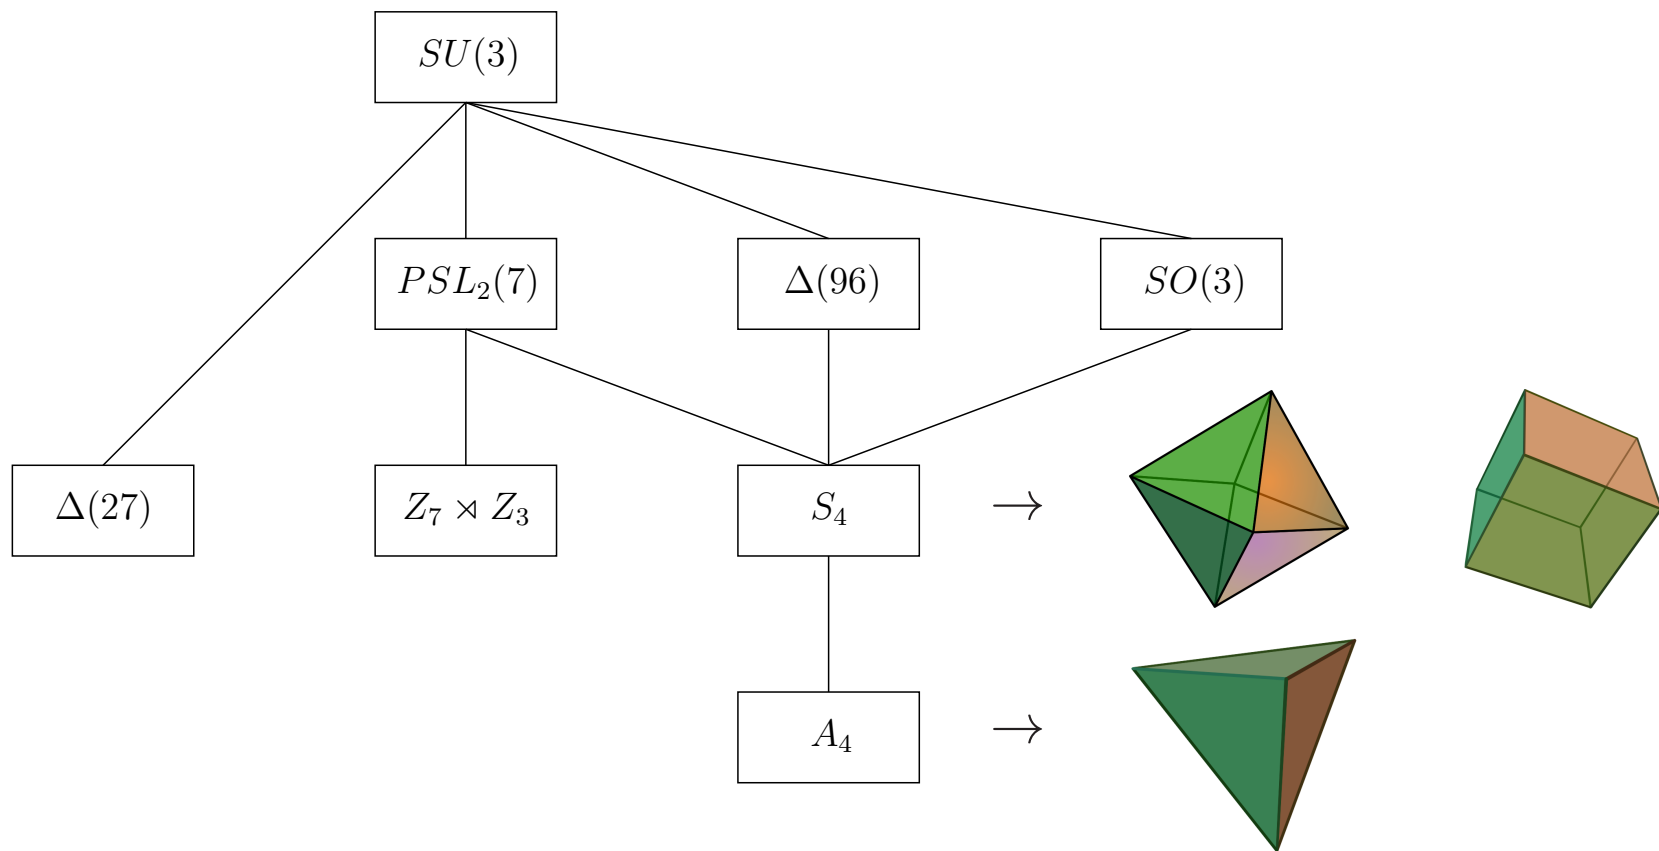 SU(3)
PSL₂(7)
Δ(96)
SO(3)
Δ(27)
Z₇ ⋊ Z₃
S₄
→
A₄
→